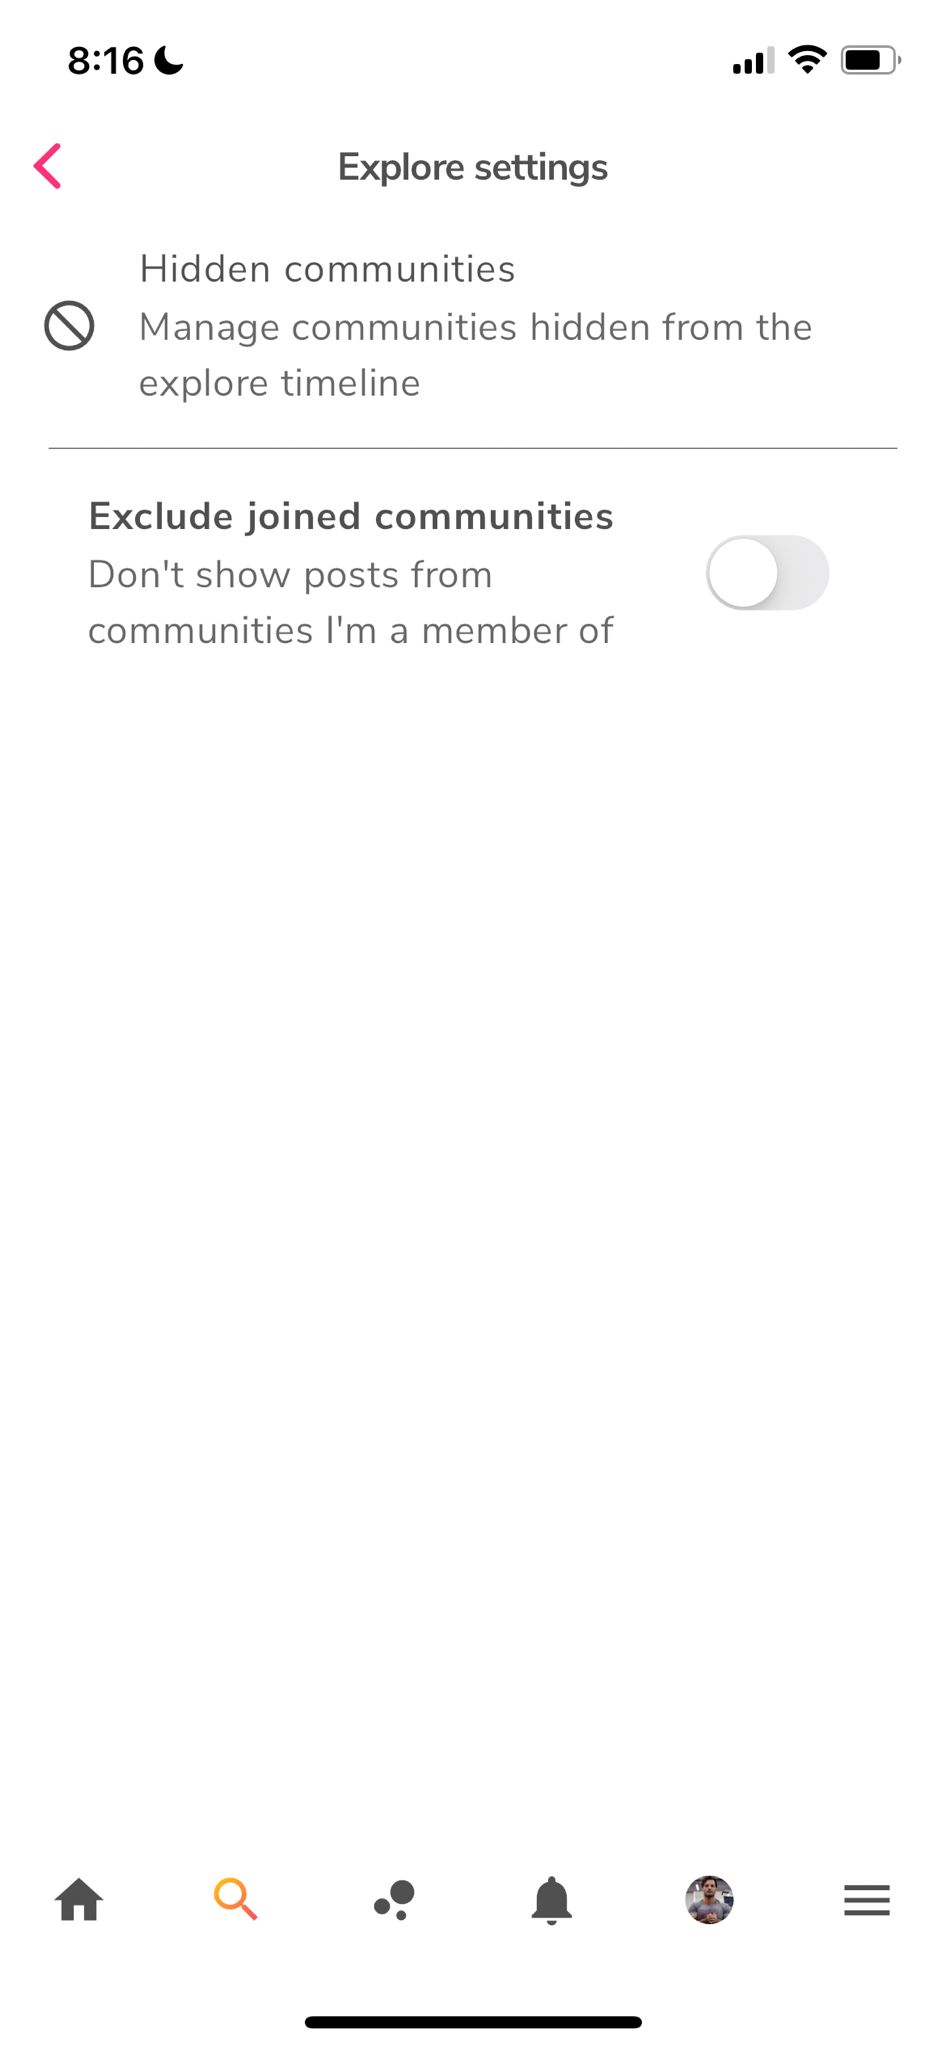 8:16
Explore settings
Hidden communities
Manage communities hidden from the
explore timeline
Exclude joined communities
Don't show posts from
communities I'm a member of